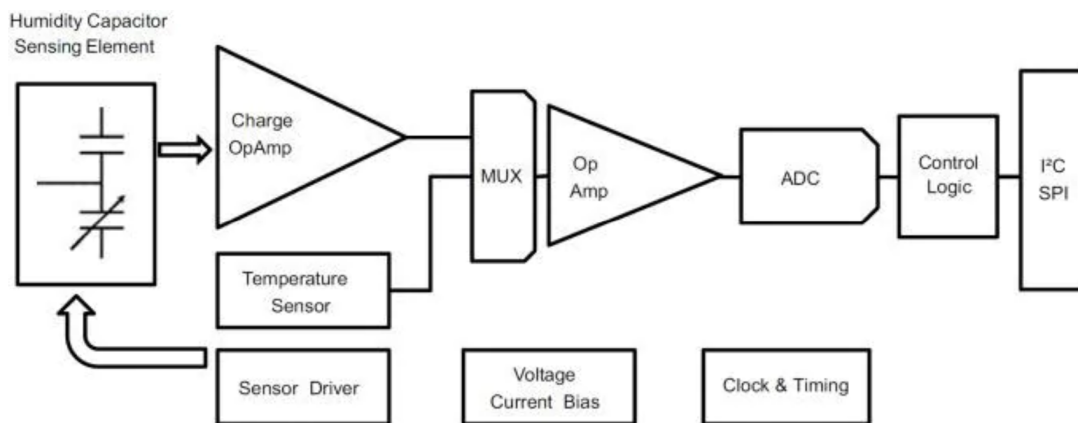 Humidity Capacitor
Sensing Element
Charge
OpAmp
MUX
Op
Amp
ADC
Control
Logic
I²C
SPI
Temperature
Sensor
Sensor Driver
Voltage
Current Bias
Clock & Timing